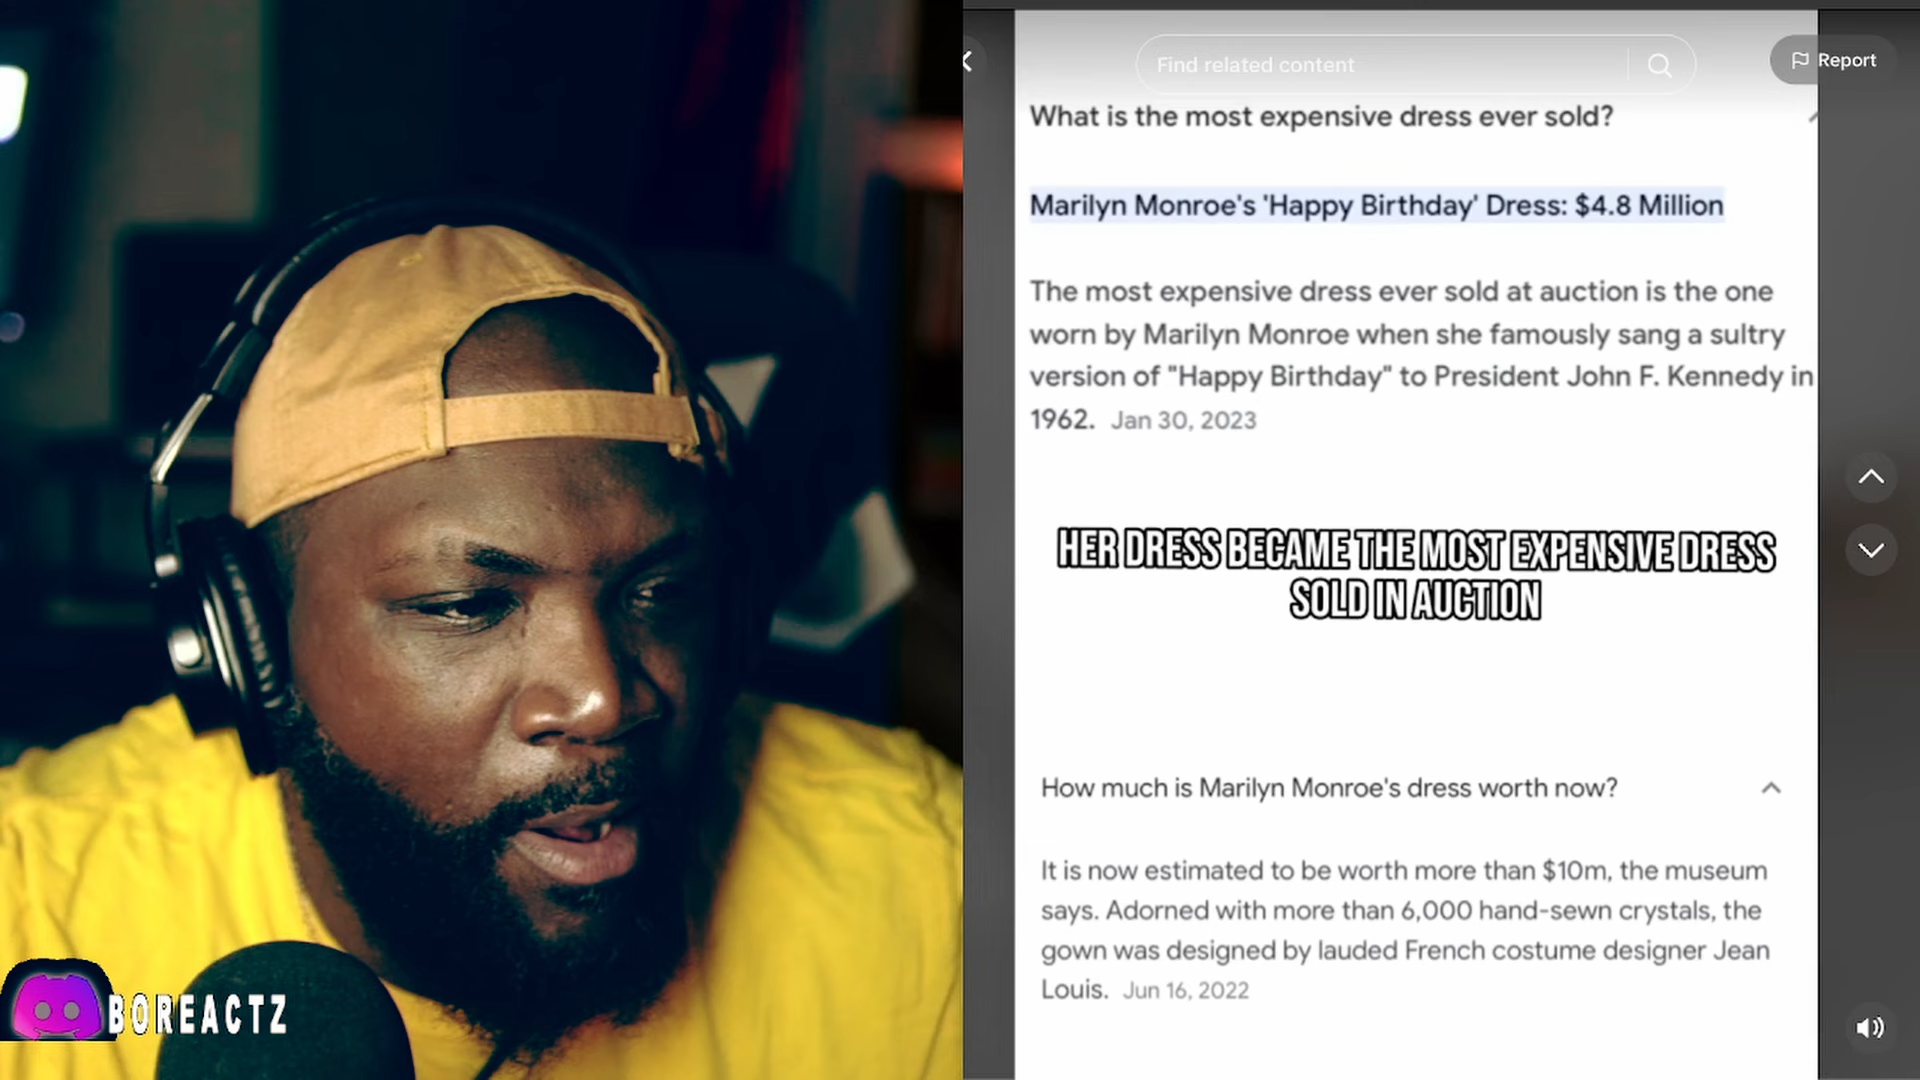 Find related content
Report
What is the most expensive dress ever sold?
Marilyn Monroe's 'Happy Birthday' Dress: $4.8 Million
The most expensive dress ever sold at auction is the one
worn by Marilyn Monroe when she famously sang a sultry
version of "Happy Birthday" to President John F. Kennedy in
1962. Jan 30, 2023
HER DRESS BECAME THE MOST EXPENSIVE DRESS
SOLD IN AUCTION
How much is Marilyn Monroe's dress worth now?
It is now estimated to be worth more than $10m, the museum
says. Adorned with more than 6,000 hand-sewn crystals, the
gown was designed by lauded French costume designer Jean
Louis. Jun 16, 2022
BOREACTZ